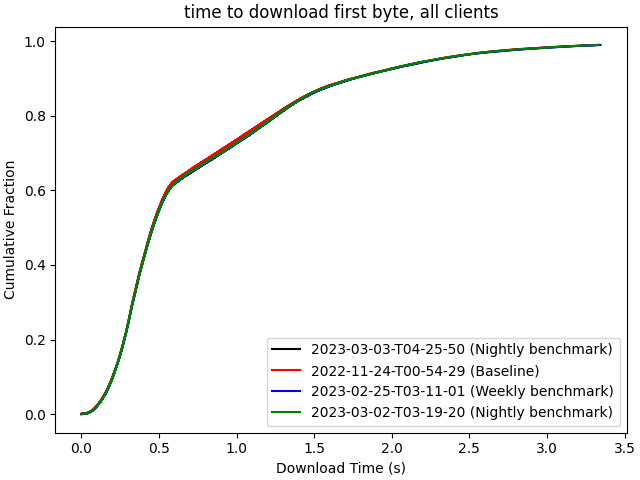 time to download first byte, all clients
Cumulative Fraction
1.0
0.8
0.6
0.4
0.2
0.0
2023-03-03-T04-25-50 (Nightly benchmark)
2022-11-24-T00-54-29 (Baseline)
2023-02-25-T03-11-01 (Weekly benchmark)
2023-03-02-T03-19-20 (Nightly benchmark)
0.0 0.5 1.0 1.5 2.0 2.5 3.0 3.5
Download Time (s)